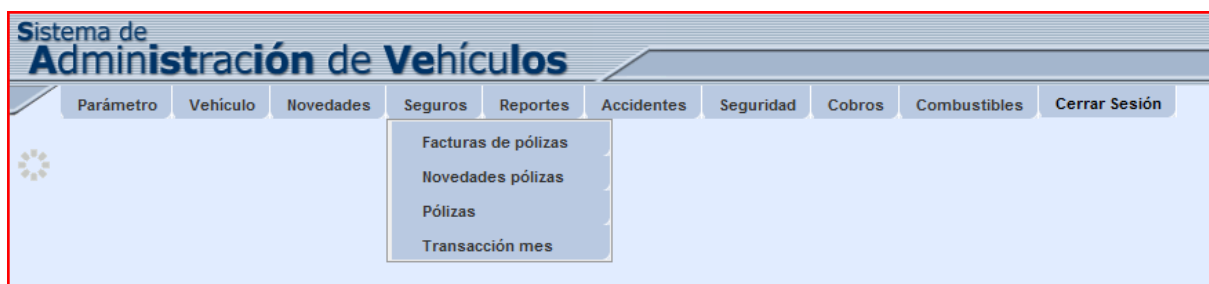 Sistema de
Administración de Vehículos
Parámetro Vehículo Novedades Seguros Reportes Accidentes Seguridad Cobros Combustibles Cerrar Sesión
Facturas de pólizas
Novedades pólizas
Pólizas
Transacción mes